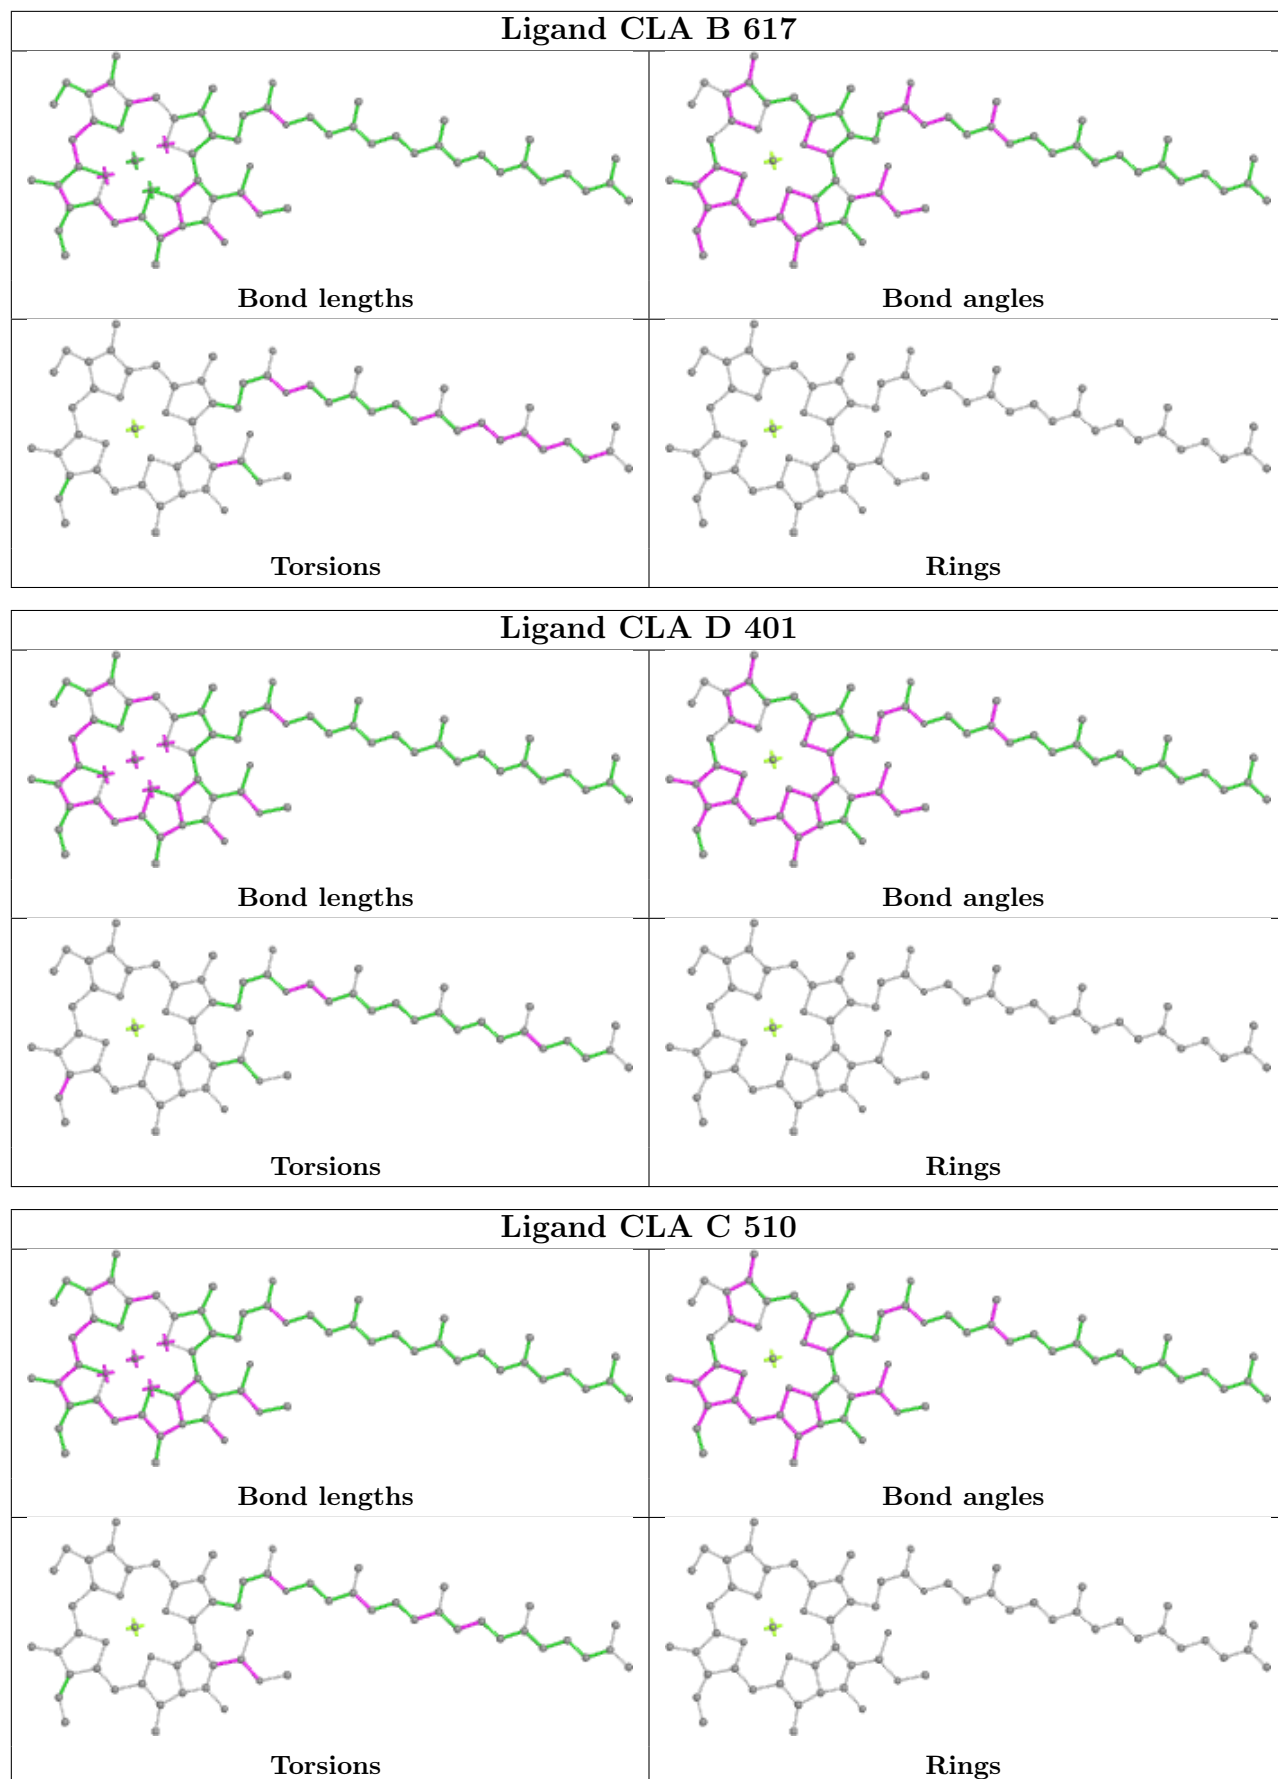 Ligand CLA B 617
Bond lengths
Bond angles
Torsions
Rings
Ligand CLA D 401
Bond lengths
Bond angles
Torsions
Rings
Ligand CLA C 510
Bond lengths
Bond angles
Torsions
Rings